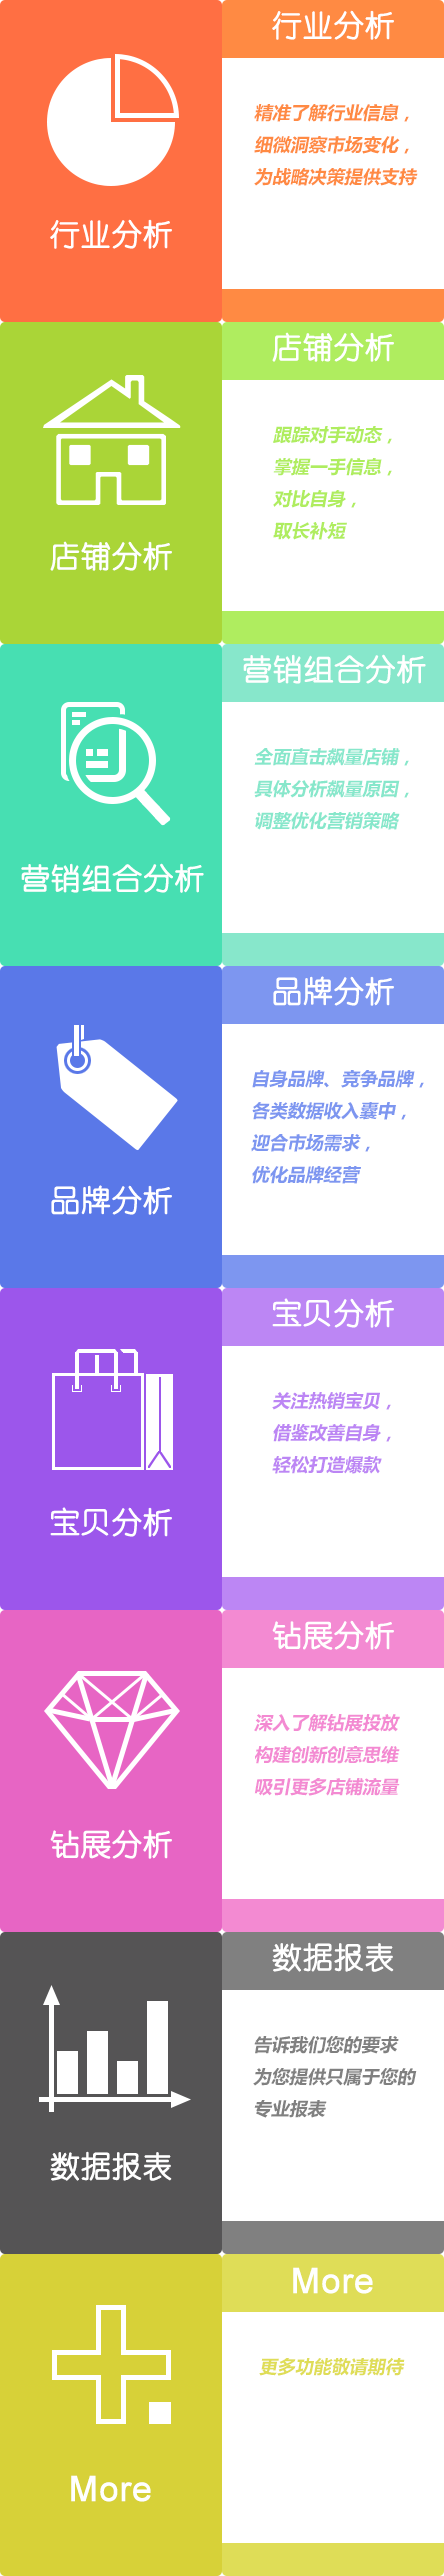 行业分析
行业分析
精准了解行业信息，
细微洞察市场变化，
为战略决策提供支持
店铺分析
店铺分析
跟踪对手动态，
掌握一手信息，
对比自身，
取长补短
营销组合分析
营销组合分析
全面直击飙量店铺，
具体分析飙量原因，
调整优化营销策略
品牌分析
品牌分析
自身品牌、竞争品牌，
各类数据收入囊中，
迎合市场需求，
优化品牌经营
宝贝分析
宝贝分析
关注热销宝贝，
借鉴改善自身，
轻松打造爆款
钻展分析
钻展分析
深入了解钻展投放
构建创新创意思维
吸引更多店铺流量
数据报表
数据报表
告诉我们您的要求
为您提供只属于您的
专业报表
More
More
更多功能敬请期待